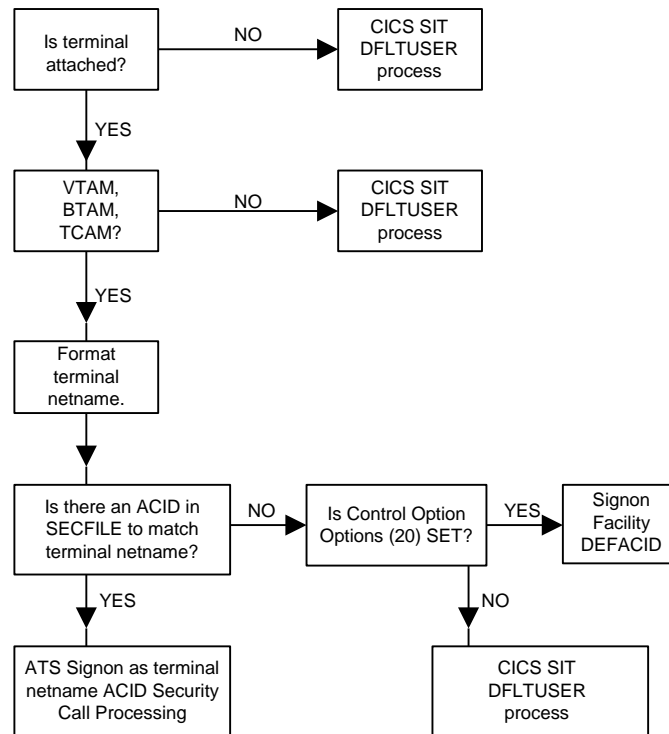 Is terminal
attached?
NO
CICS SIT
DFLTUSER
process
YES
VTAM,
BTAM,
TCAM?
NO
CICS SIT
DFLTUSER
process
YES
Format
terminal
netname.
Is there an ACID in
SECFILE to match
terminal netname?
NO
Is Control Option
Options (20) SET?
YES
Signon
Facility
DEFACID
YES
NO
ATS Signon as terminal
netname ACID Security
Call Processing
CICS SIT
DFLTUSER
process